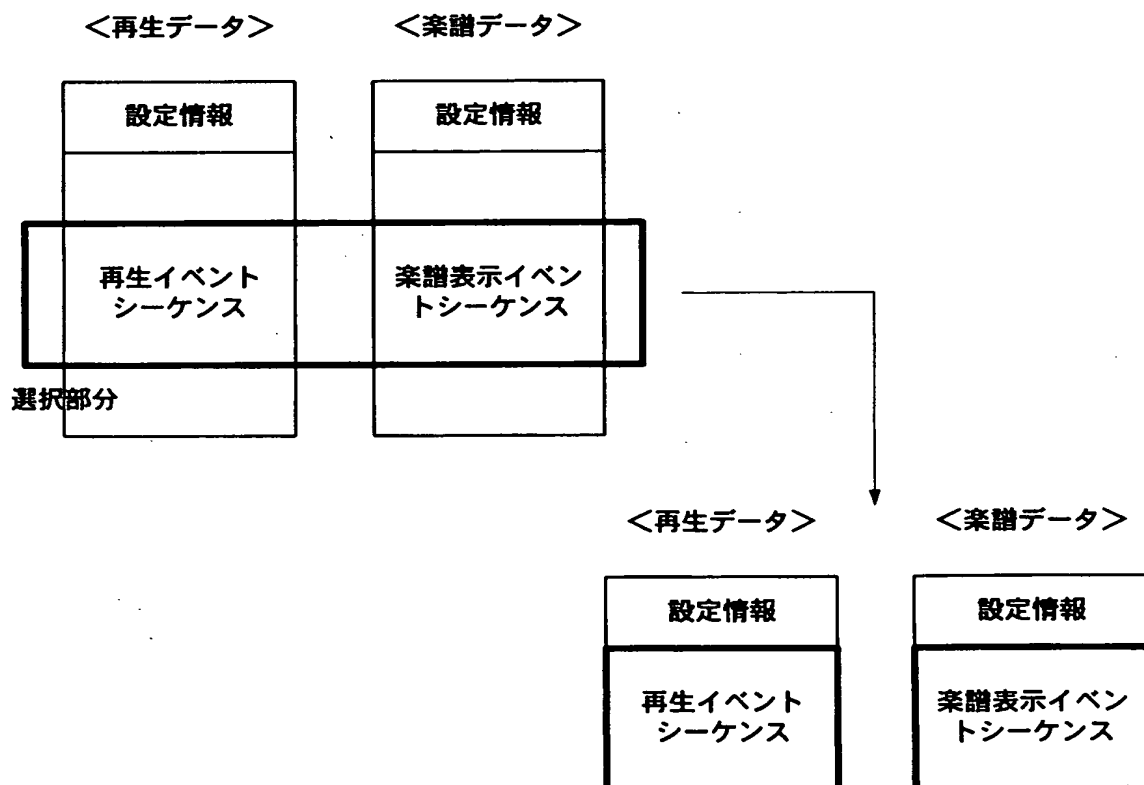 ＜再生データ＞
＜楽譜データ＞
設定情報
設定情報
再生イベント
シーケンス
楽譜表示イベン
トシーケンス
選択部分
＜再生データ＞
＜楽譜データ＞
設定情報
設定情報
再生イベント
シーケンス
楽譜表示イベン
トシーケンス